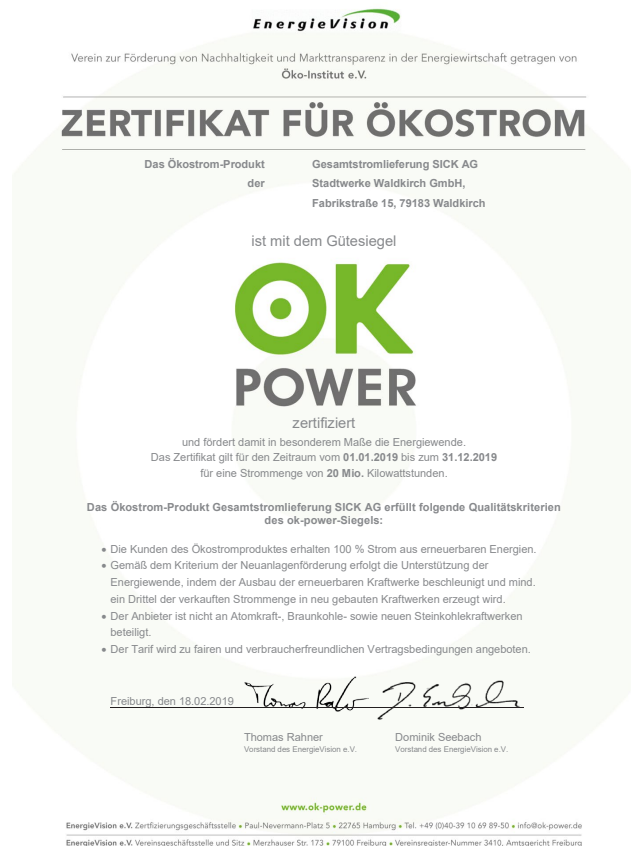 EnergieVision
Verein zur Förderung von Nachhaltigkeit und Markttransparenz in der Energiewirtschaft getragen von
Öko-Institut e.V.
ZERTIFIKAT FÜR ÖKOSTROM
Das Ökostrom-Produkt Gesamtstromlieferung SICK AG
der Stadtwerke Waldkirch GmbH,
Fabrikstraße 15, 79183 Waldkirch
ist mit dem Gütesiegel
OK
POWER
zertifiziert
und fördert damit in besonderem Maße die Energiewende.
Das Zertifikat gilt für den Zeitraum vom 01.01.2019 bis zum 31.12.2019
für eine Strommenge von 20 Mio. Kilowattstunden.
Das Ökostrom-Produkt Gesamtstromlieferung SICK AG erfüllt folgende Qualitätskriterien
des ok-power-Siegels:
• Die Kunden des Ökostromproduktes erhalten 100 % Strom aus erneuerbaren Energien.
• Gemäß dem Kriterium der Neuanlagenförderung erfolgt die Unterstützung der
Energiewende, indem der Ausbau der erneuerbaren Kraftwerke beschleunigt und mind.
ein Drittel der verkauften Strommenge in neu gebauten Kraftwerken erzeugt wird.
• Der Anbieter ist nicht an Atomkraft-, Braunkohle- sowie neuen Steinkohlekraftwerken
beteiligt.
• Der Tarif wird zu fairen und verbraucherfreundlichen Vertragsbedingungen angeboten.
Freiburg, den 18.02.2019
Thomas Rahner Dominik Seebach
Vorstand des EnergieVision e.V. Vorstand des EnergieVision e.V.
www.ok-power.de
EnergieVision e.V. Zertfizierungsgeschäftsstelle • Paul-Nevermann-Platz 5 • 22765 Hamburg • Tel. +49 (0)40-39 10 69 89-50 • info@ok-power.de
EnergieVision e.V. Vereinsgeschäftsstelle und Sitz • Merzhauser Str. 173 • 79100 Freiburg • Vereinsregister-Nummer 3410, Amtsgericht Freiburg